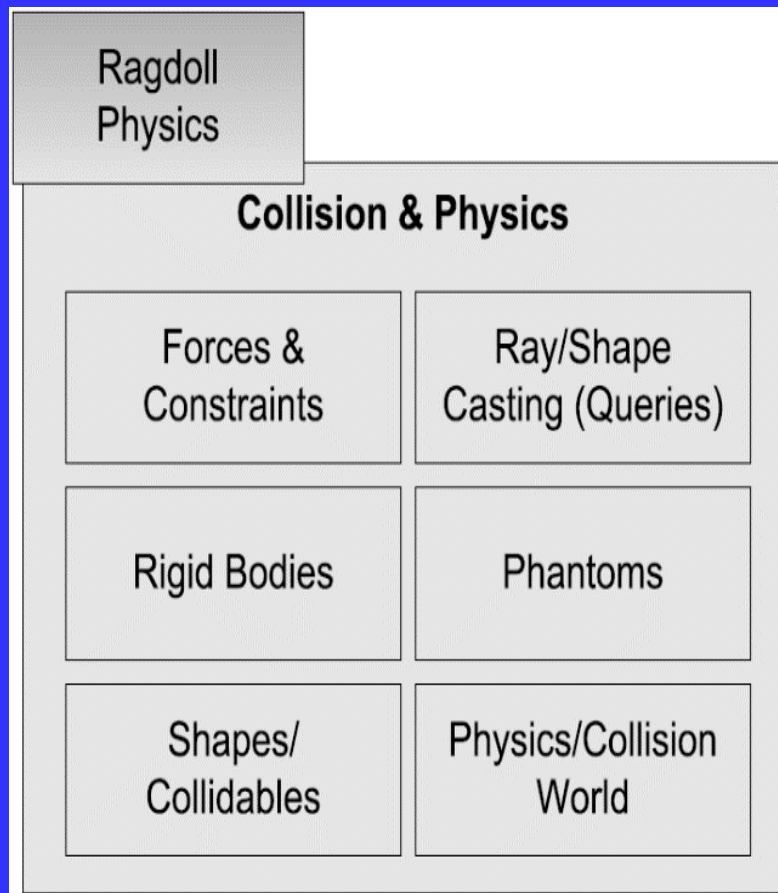 Ragdoll
Physics
Collision & Physics
Forces &
Constraints
Ray/Shape
Casting (Queries)
Rigid Bodies
Phantoms
Shapes/
Collidables
Physics/Collision
World